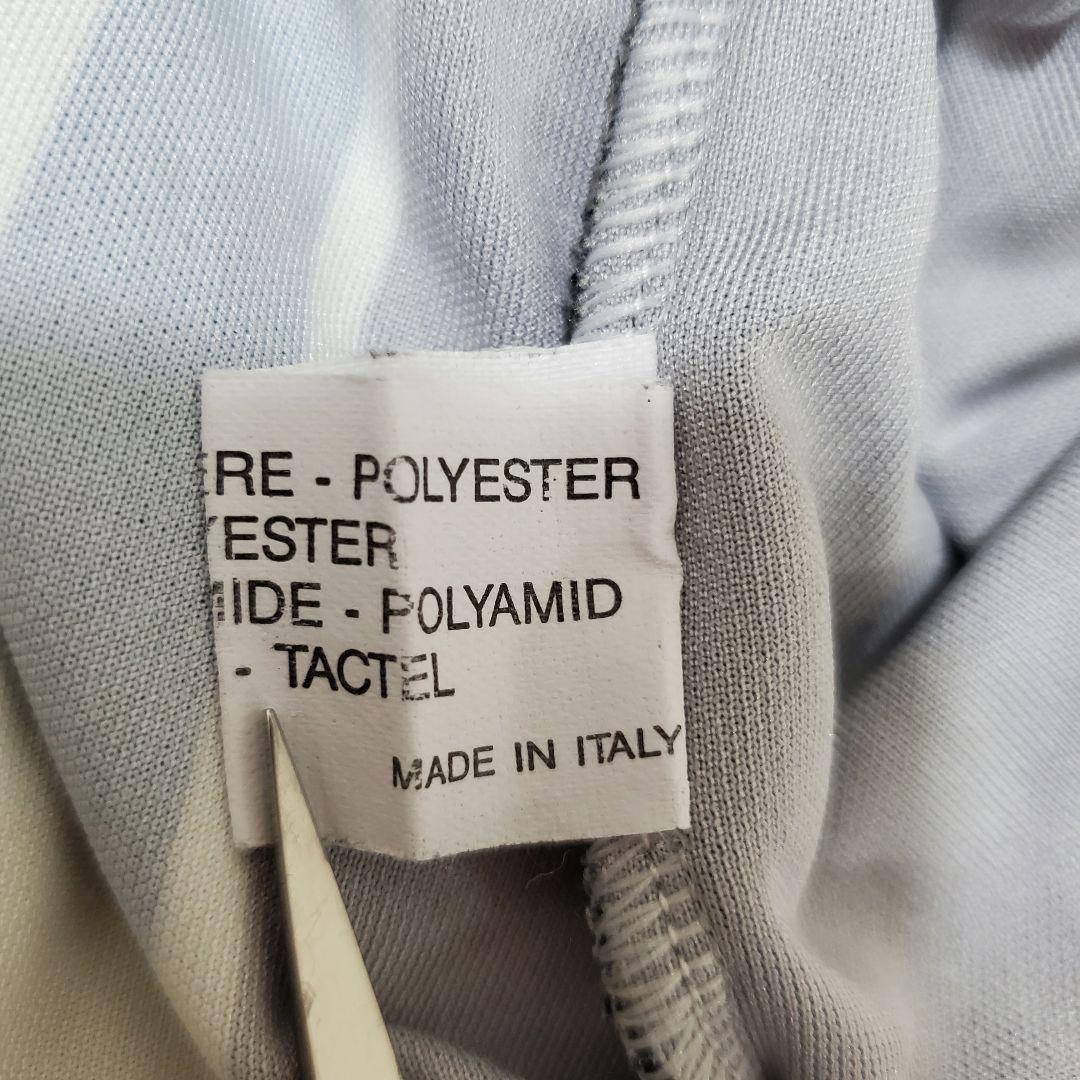 ERE - POLYESTER
YESTER
MIDE - POLYAMID
- TACTEL
MADE IN ITALY